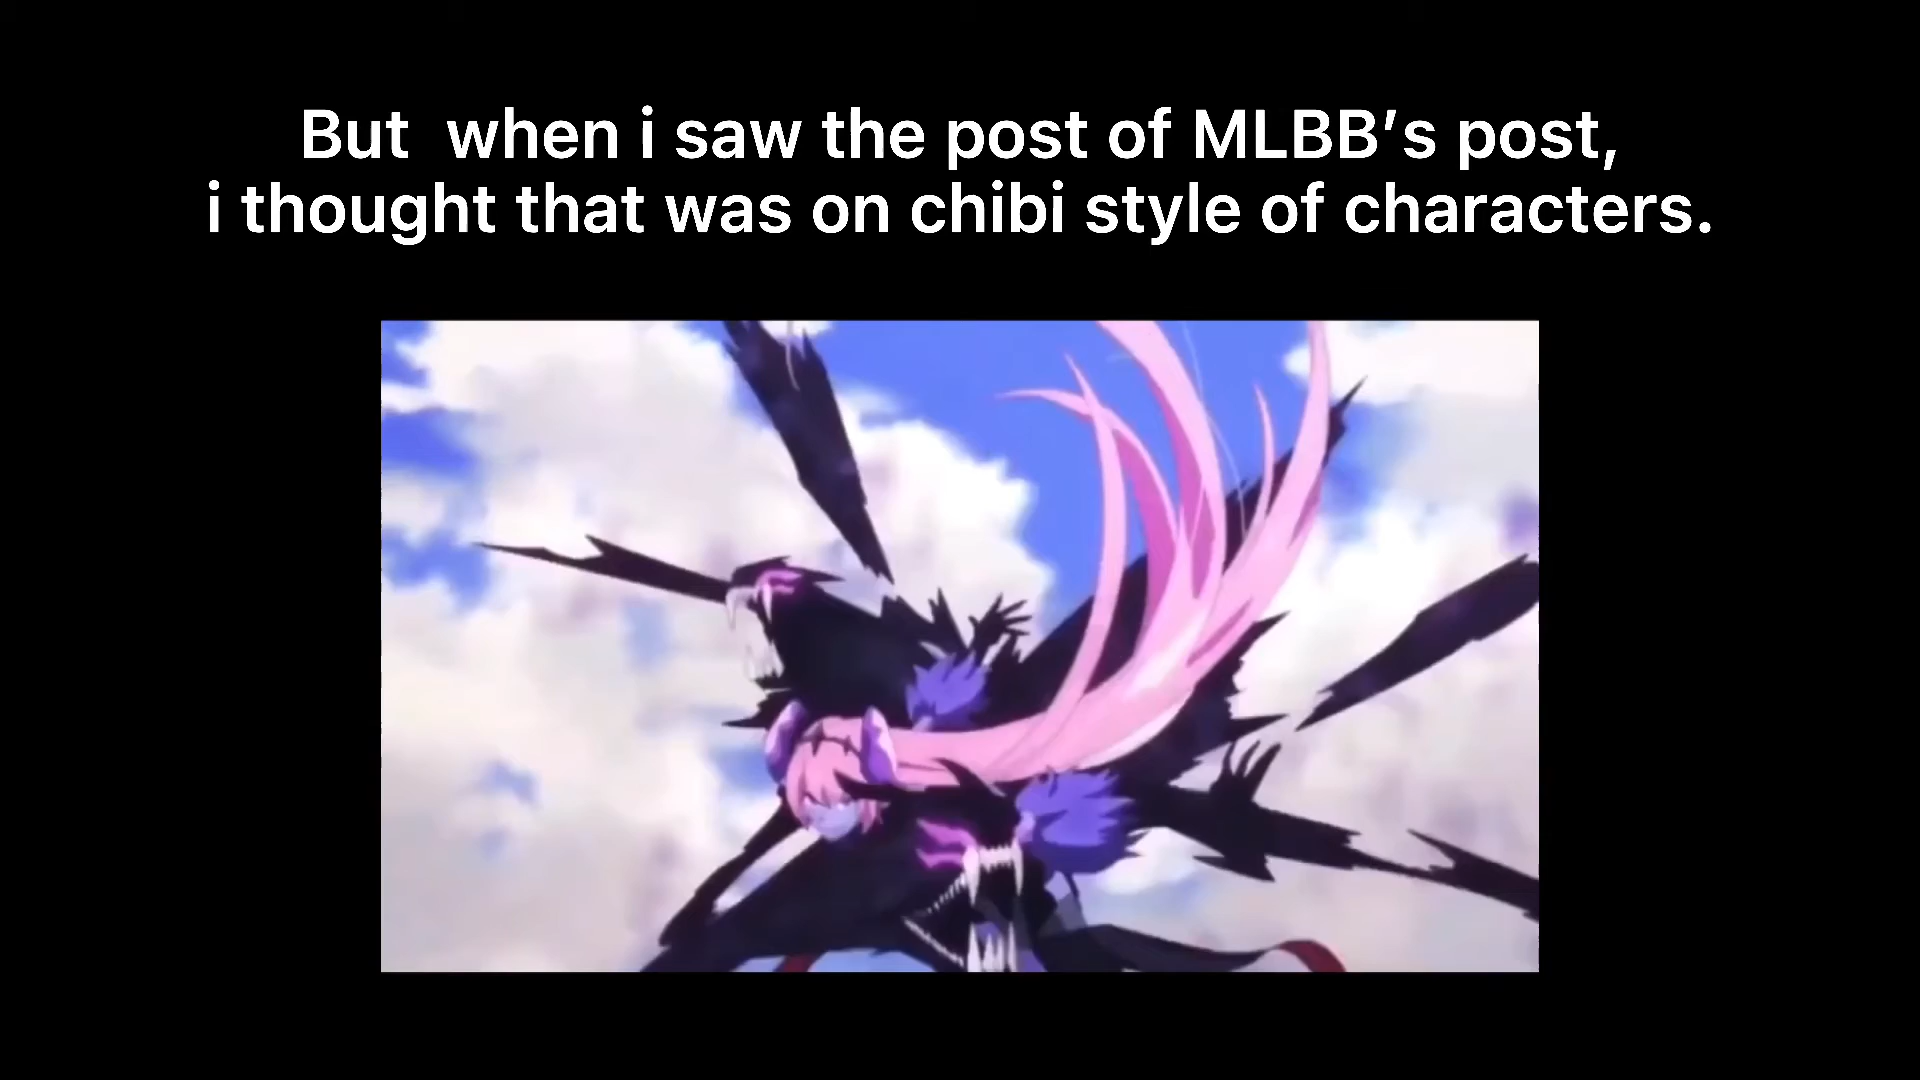 But  when i saw the post of MLBB’s post,
i thought that was on chibi style of characters.